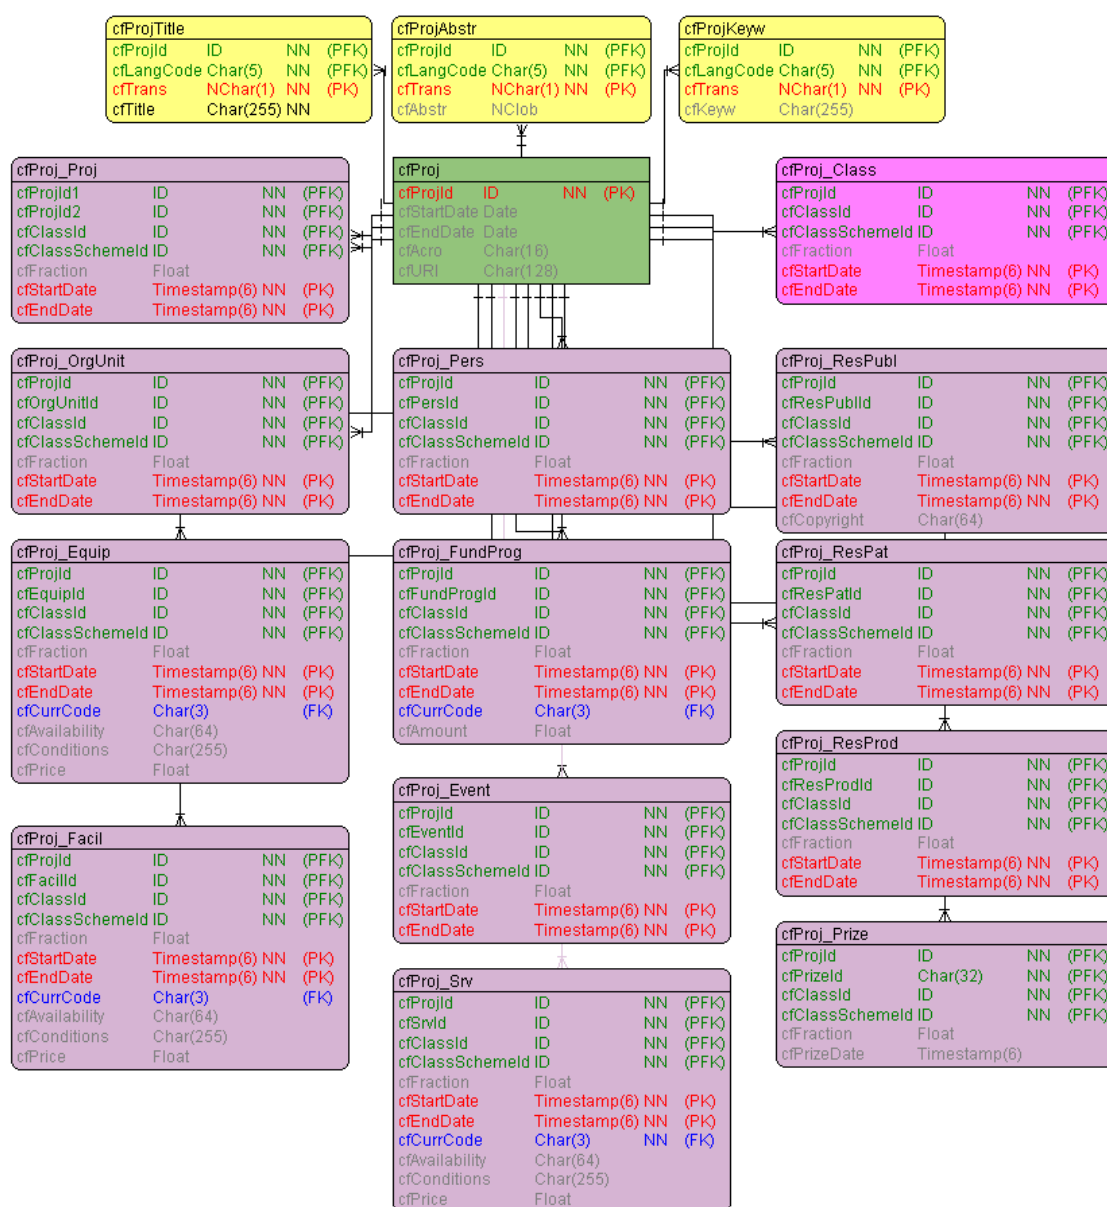 cfProjTitle
cfProjId ID NN (PFK)
cfLangCode Char(5) NN (PFK)
cfTrans NChar(1) NN (PK)
cfTitle Char(255) NN
cfProjAbstr
cfProjId ID NN (PFK)
cfLangCode Char(5) NN (PFK)
cfTrans NChar(1) NN (PK)
cfAbstr NClob
cfProjKeyw
cfProjId ID NN (PFK)
cfLangCode Char(5) NN (PFK)
cfTrans NChar(1) NN (PK)
cfKeyw Char(255)
cfProj_Proj
cfProjId1 ID NN (PFK)
cfProjId2 ID NN (PFK)
cfClassId ID NN (PFK)
cfClassSchemeId ID NN (PFK)
cfFraction Float
cfStartDate Timestamp(6) NN (PK)
cfEndDate Timestamp(6) NN (PK)
cfProj
cfProjId ID NN (PK)
cfStartDate Date
cfEndDate Date
cfAcro Char(16)
cfURI Char(128)
cfProj_Class
cfProjId ID NN (PFK)
cfClassId ID NN (PFK)
cfClassSchemeId ID NN (PFK)
cfFraction Float
cfStartDate Timestamp(6) NN (PK)
cfEndDate Timestamp(6) NN (PK)
cfProj_OrgUnit
cfProjId ID NN (PFK)
cfOrgUnitId ID NN (PFK)
cfClassId ID NN (PFK)
cfClassSchemeId ID NN (PFK)
cfFraction Float
cfStartDate Timestamp(6) NN (PK)
cfEndDate Timestamp(6) NN (PK)
cfProj_Pers
cfProjId ID NN (PFK)
cfPersId ID NN (PFK)
cfClassId ID NN (PFK)
cfClassSchemeId ID NN (PFK)
cfFraction Float
cfStartDate Timestamp(6) NN (PK)
cfEndDate Timestamp(6) NN (PK)
cfProj_ResPubl
cfProjId ID NN (PFK)
cfResPublId ID NN (PFK)
cfClassId ID NN (PFK)
cfClassSchemeId ID NN (PFK)
cfFraction Float
cfStartDate Timestamp(6) NN (PK)
cfEndDate Timestamp(6) NN (PK)
cfCopyright Char(64)
cfProj_Equip
cfProjId ID NN (PFK)
cfEquipId ID NN (PFK)
cfClassId ID NN (PFK)
cfClassSchemeId ID NN (PFK)
cfFraction Float
cfStartDate Timestamp(6) NN (PK)
cfEndDate Timestamp(6) NN (PK)
cfCurrCode Char(3) (FK)
cfAvailability Char(64)
cfConditions Char(255)
cfPrice Float
cfProj_FundProg
cfProjId ID NN (PFK)
cfFundProgId ID NN (PFK)
cfClassId ID NN (PFK)
cfClassSchemeId ID NN (PFK)
cfFraction Float
cfStartDate Timestamp(6) NN (PK)
cfEndDate Timestamp(6) NN (PK)
cfCurrCode Char(3) (FK)
cfAmount Float
cfProj_ResPat
cfProjId ID NN (PFK)
cfResPatId ID NN (PFK)
cfClassId ID NN (PFK)
cfClassSchemeId ID NN (PFK)
cfFraction Float
cfStartDate Timestamp(6) NN (PK)
cfEndDate Timestamp(6) NN (PK)
cfProj_Facil
cfProjId ID NN (PFK)
cfFacilId ID NN (PFK)
cfClassId ID NN (PFK)
cfClassSchemeId ID NN (PFK)
cfFraction Float
cfStartDate Timestamp(6) NN (PK)
cfEndDate Timestamp(6) NN (PK)
cfCurrCode Char(3) (FK)
cfAvailability Char(64)
cfConditions Char(255)
cfPrice Float
cfProj_Event
cfProjId ID NN (PFK)
cfEventId ID NN (PFK)
cfClassId ID NN (PFK)
cfClassSchemeId ID NN (PFK)
cfFraction Float
cfStartDate Timestamp(6) NN (PK)
cfEndDate Timestamp(6) NN (PK)
cfProj_ResProd
cfProjId ID NN (PFK)
cfResProdId ID NN (PFK)
cfClassId ID NN (PFK)
cfClassSchemeId ID NN (PFK)
cfFraction Float
cfStartDate Timestamp(6) NN (PK)
cfEndDate Timestamp(6) NN (PK)
cfProj_Srv
cfProjId ID NN (PFK)
cfSrvId ID NN (PFK)
cfClassId ID NN (PFK)
cfClassSchemeId ID NN (PFK)
cfFraction Float
cfStartDate Timestamp(6) NN (PK)
cfEndDate Timestamp(6) NN (PK)
cfCurrCode Char(3) NN (FK)
cfAvailability Char(64)
cfConditions Char(255)
cfPrice Float
cfProj_Prize
cfProjId ID NN (PFK)
cfPrizeId Char(32) NN (PFK)
cfClassId ID NN (PFK)
cfClassSchemeId ID NN (PFK)
cfFraction Float
cfPrizeDate Timestamp(6)